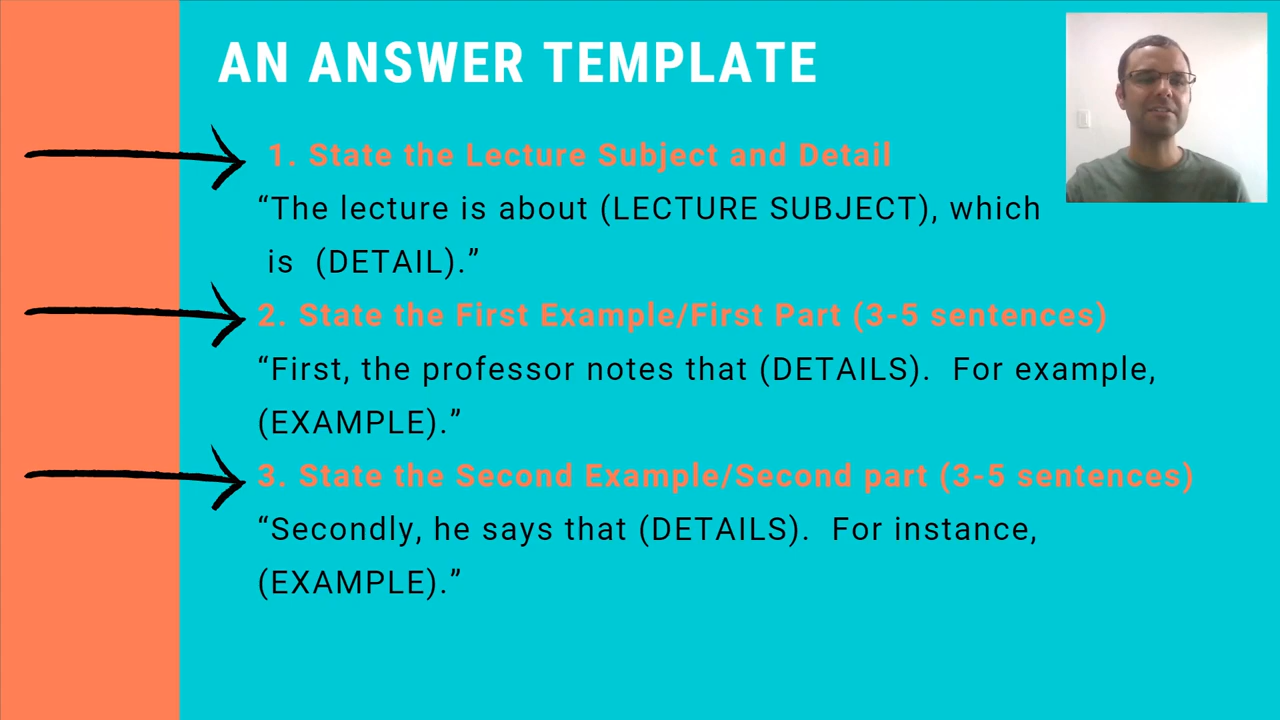 AN ANSWER TEMPLATE
1. State the Lecture Subject and Detail
“The lecture is about (LECTURE SUBJECT), which
is (DETAIL).”
2. State the First Example/First Part (3-5 sentences)
“First, the professor notes that (DETAILS). For example,
(EXAMPLE).”
3. State the Second Example/Second part (3-5 sentences)
“Secondly, he says that (DETAILS). For instance,
(EXAMPLE).”